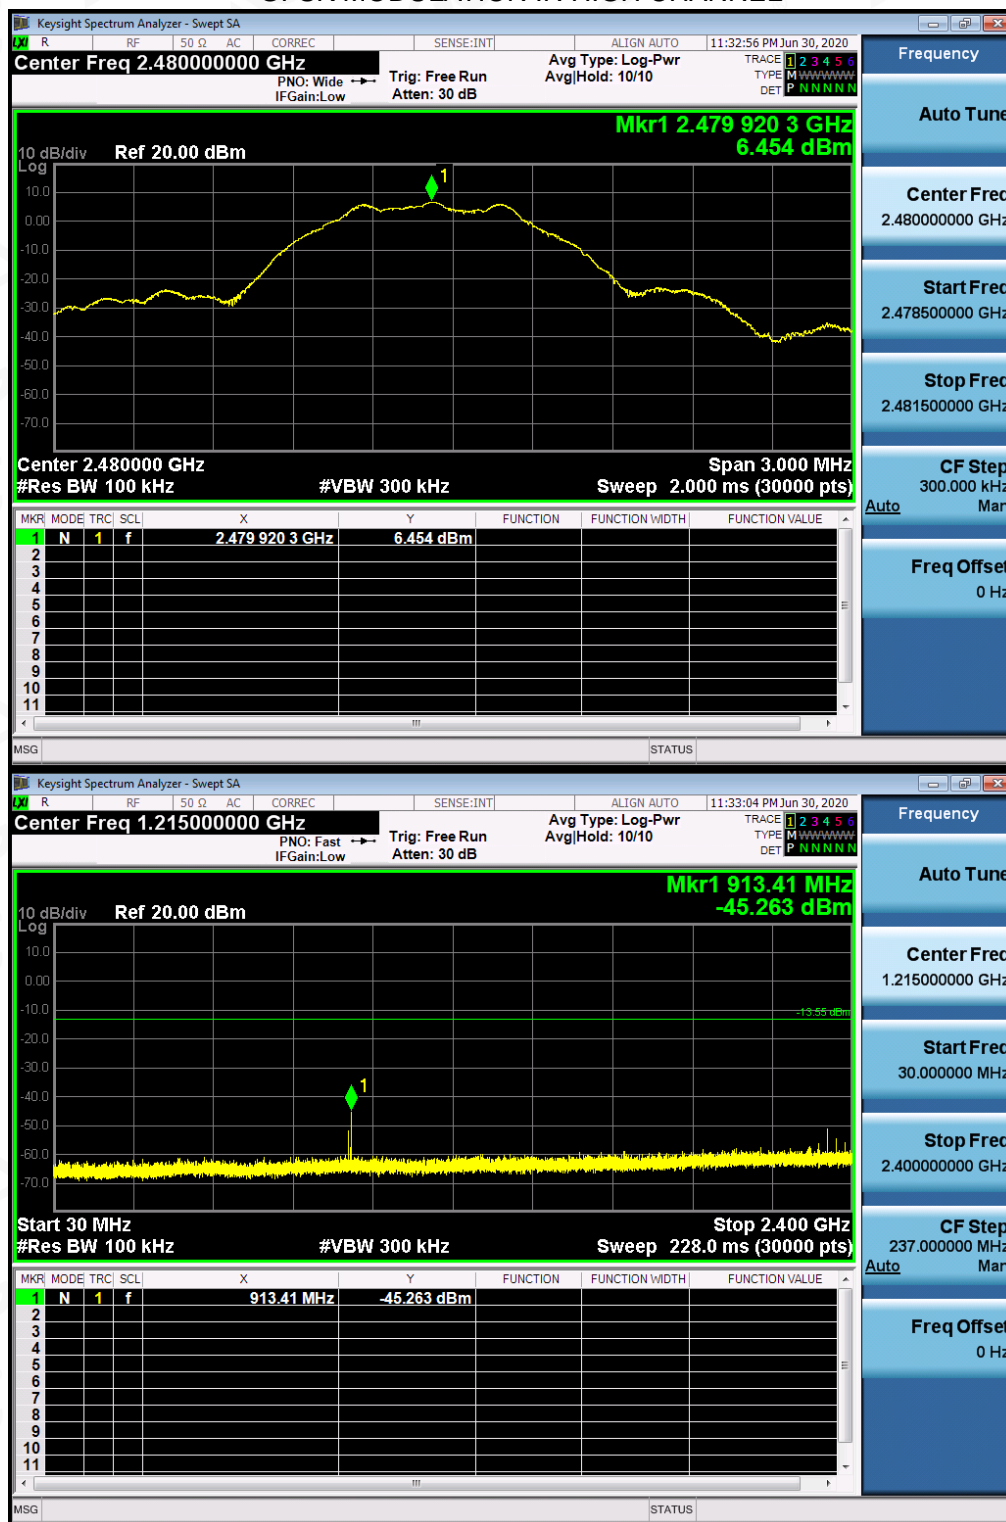 Keysight Spectrum Analyzer - Swept SA
LXI R RF 50 Ω AC CORREC SENSE:INT ALIGN AUTO 11:32:56 PM Jun 30, 2020
Center Freq 2.480000000 GHz
PNO: Wide
IFGain:Low
Trig: Free Run
Atten: 30 dB
Avg Type: Log-Pwr
Avg|Hold: 10/10
TRACE 1 2 3 4 5 6
TYPE M WWWWW
DET P N N N N N
Mkr1 2.479 920 3 GHz
6.454 dBm
10 dB/div Ref 20.00 dBm
Log
10.0
0.00
-10.0
-20.0
-30.0
-40.0
-50.0
-60.0
-70.0
1
Center 2.480000 GHz Span 3.000 MHz
#Res BW 100 kHz #VBW 300 kHz Sweep 2.000 ms (30000 pts)
MKR MODE TRC SCL X Y FUNCTION FUNCTION WIDTH FUNCTION VALUE
1 N 1 f 2.479 920 3 GHz 6.454 dBm
2
3
4
5
6
7
8
9
10
11
MSG STATUS
Frequency
Auto Tune
Center Freq
2.480000000 GHz
Start Freq
2.478500000 GHz
Stop Freq
2.481500000 GHz
CF Step
300.000 kHz
Auto Man
Freq Offset
0 Hz
Keysight Spectrum Analyzer - Swept SA
LXI R RF 50 Ω AC CORREC SENSE:INT ALIGN AUTO 11:33:04 PM Jun 30, 2020
Center Freq 1.215000000 GHz
PNO: Fast
IFGain:Low
Trig: Free Run
Atten: 30 dB
Avg Type: Log-Pwr
Avg|Hold: 10/10
TRACE 1 2 3 4 5 6
TYPE M WWWWW
DET P N N N N N
Mkr1 913.41 MHz
-45.263 dBm
10 dB/div Ref 20.00 dBm
Log
10.0
0.00
-10.0
-20.0
-30.0
-40.0
-50.0
-60.0
-70.0
-13.55 dBm
1
Start 30 MHz Stop 2.400 GHz
#Res BW 100 kHz #VBW 300 kHz Sweep 228.0 ms (30000 pts)
MKR MODE TRC SCL X Y FUNCTION FUNCTION WIDTH FUNCTION VALUE
1 N 1 f 913.41 MHz -45.263 dBm
2
3
4
5
6
7
8
9
10
11
MSG STATUS
Frequency
Auto Tune
Center Freq
1.215000000 GHz
Start Freq
30.000000 MHz
Stop Freq
2.400000000 GHz
CF Step
237.000000 MHz
Auto Man
Freq Offset
0 Hz